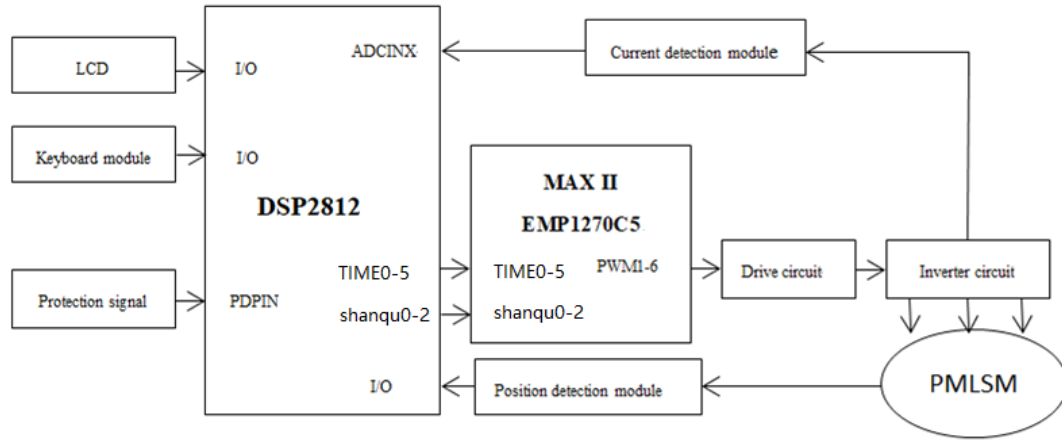 LCD
I/O
ADCINX
Current detection module
Keyboard module
I/O
DSP2812
MAX II
EMP1270C5
TIME0-5
TIME0-5
PWM1-6
Drive circuit
Inverter circuit
Protection signal
PDPIN
shanqu0-2
shanqu0-2
I/O
Position detection module
PMLSM